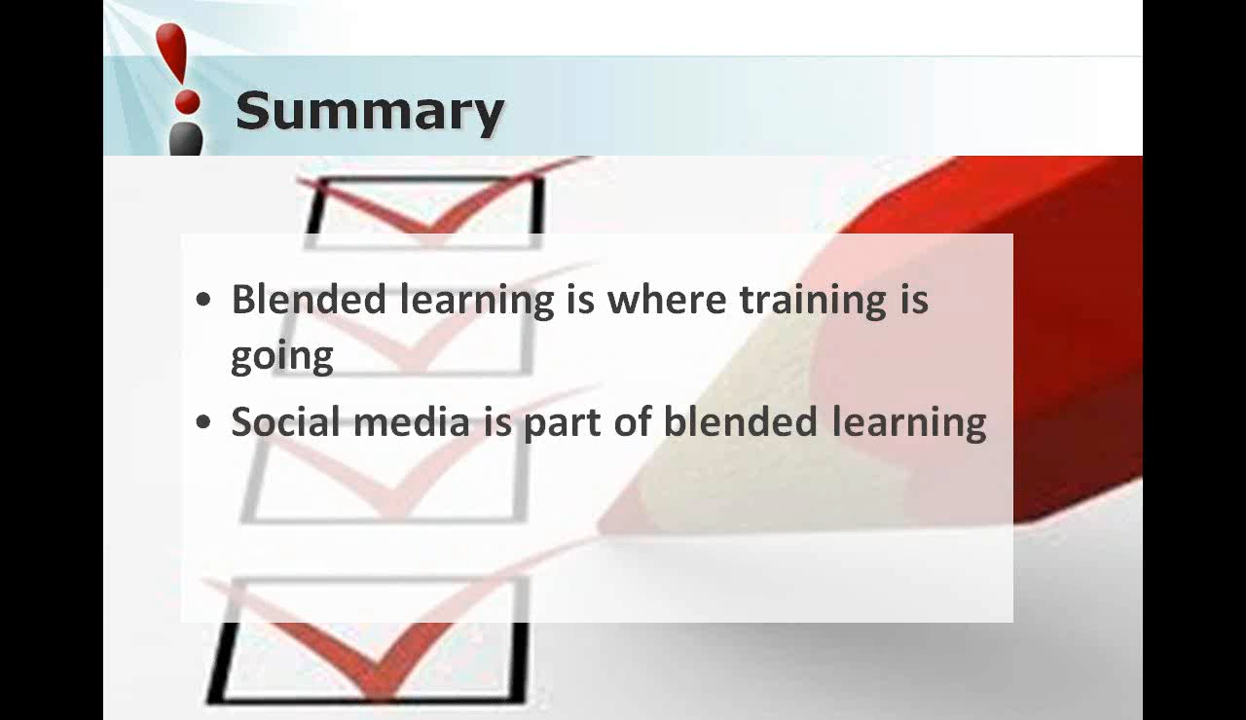 Summary
• Blended learning is where training is
going
• Social media is part of blended learning